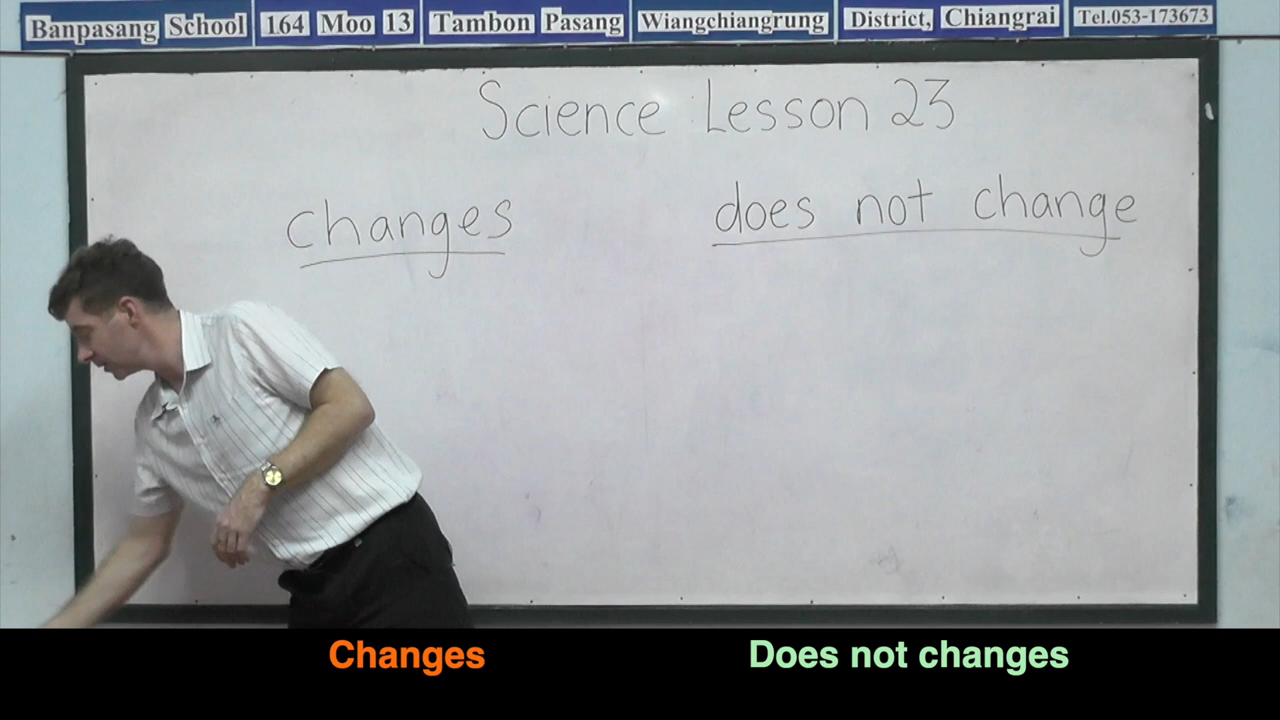 Banpasang School 164 Moo 13 Tambon Pasang Wiangchiangrung District, Chiangrai Tel.053-173673
Science Lesson 23
changes does not change
Changes Does not changes